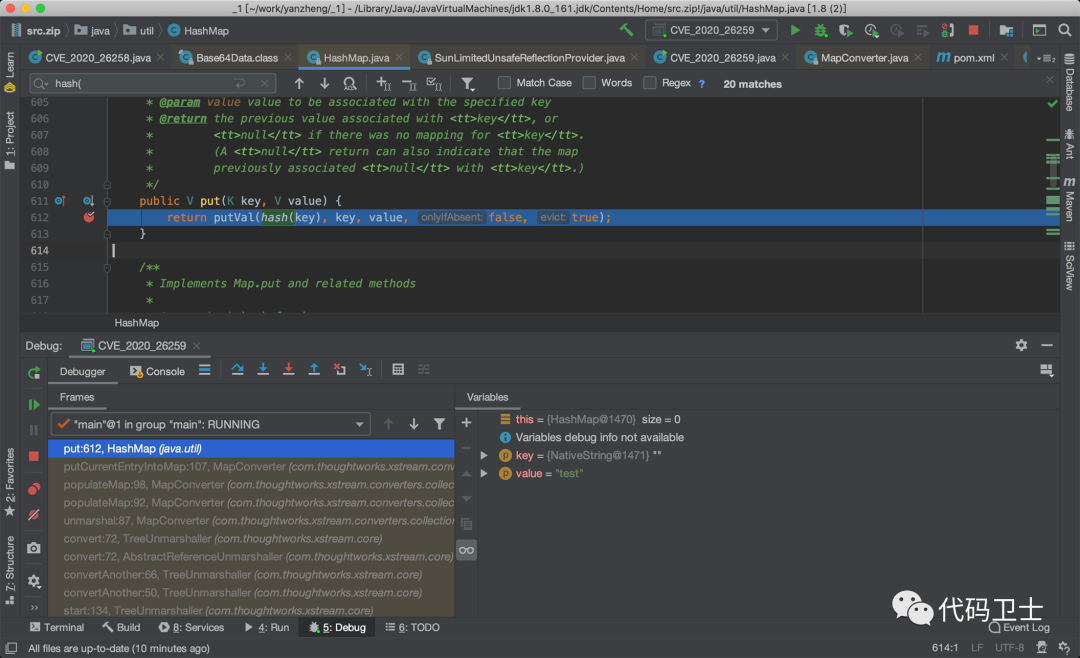 _1 [~/work/yanzheng/_1] - /Library/Java/JavaVirtualMachines/jdk1.8.0_161.jdk/Contents/Home/src.zip!/java/util/HashMap.java [1.8 (2)]
src.zip java util HashMap CVE_2020_26259
CVE_2020_26258.java Base64Data.class HashMap.java SunLimitedUnsafeReflectionProvider.java CVE_2020_26259.java MapConverter.java pom.xml
hash( Match Case Words Regex ? 20 matches
605 * @param value value to be associated with the specified key
606 * @return the previous value associated with <tt>key</tt>, or
607 * <tt>null</tt> if there was no mapping for <tt>key</tt>.
608 * (A <tt>null</tt> return can also indicate that the map
609 * previously associated <tt>null</tt> with <tt>key</tt>.)
610 */
611 public V put(K key, V value) {
612 return putVal(hash(key), key, value, onlyIfAbsent: false, evict: true);
613 }
614
615 /**
616 * Implements Map.put and related methods
617 *
HashMap
Learn
1: Project
2: Favorites
7: Structure
Database
Ant
Maven
SciView
Debug: CVE_2020_26259
Debugger Console
Frames
"main"@1 in group "main": RUNNING
put:612, HashMap (java.util)
putCurrentEntryIntoMap:107, MapConverter (com.thoughtworks.xstream.conv
populateMap:98, MapConverter (com.thoughtworks.xstream.converters.collec
populateMap:92, MapConverter (com.thoughtworks.xstream.converters.collec
unmarshal:87, MapConverter (com.thoughtworks.xstream.converters.collection
convert:72, TreeUnmarshaller (com.thoughtworks.xstream.core)
convert:72, AbstractReferenceUnmarshaller (com.thoughtworks.xstream.core)
convertAnother:66, TreeUnmarshaller (com.thoughtworks.xstream.core)
convertAnother:50, TreeUnmarshaller (com.thoughtworks.xstream.core)
start:134, TreeUnmarshaller (com.thoughtworks.xstream.core)
Variables
this = {HashMap@1470} size = 0
Variables debug info not available
key = {NativeString@1471} ""
value = "test"
代码卫士
Terminal Build 8: Services 4: Run 5: Debug 6: TODO Event Log
All files are up-to-date (10 minutes ago) 614:1 LF UTF-8